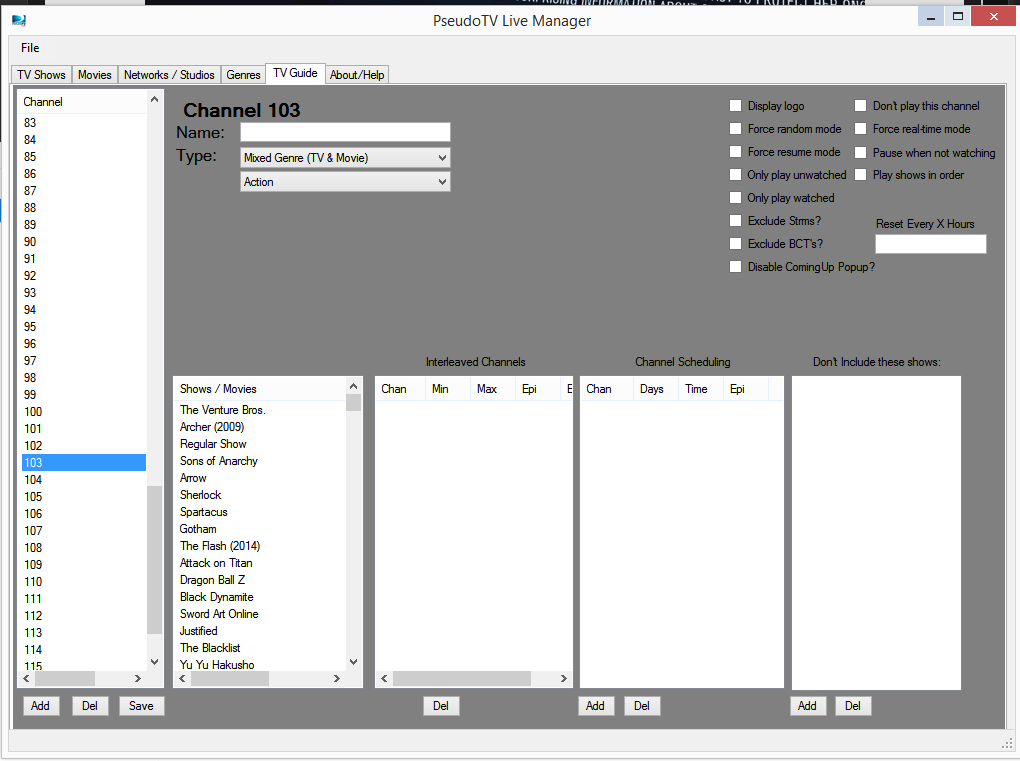 PseudoTV Live Manager
File
TV Shows Movies Networks / Studios Genres TV Guide About/Help
Channel
83
84
85
86
87
88
89
90
91
92
93
94
95
96
97
98
99
100
101
102
103
104
105
106
107
108
109
110
111
112
113
114
115
Add Del Save
Channel 103
Name:
Type: Mixed Genre (TV & Movie)
Action
Display logo
Force random mode
Force resume mode
Only play unwatched
Only play watched
Exclude Strms?
Exclude BCT's?
Disable ComingUp Popup?
Don't play this channel
Force real-time mode
Pause when not watching
Play shows in order
Reset Every X Hours
Shows / Movies
The Venture Bros.
Archer (2009)
Regular Show
Sons of Anarchy
Arrow
Sherlock
Spartacus
Gotham
The Flash (2014)
Attack on Titan
Dragon Ball Z
Black Dynamite
Sword Art Online
Justified
The Blacklist
Yu Yu Hakusho
Interleaved Channels
Chan Min Max Epi E
Del
Channel Scheduling
Chan Days Time Epi
Add Del
Don't Include these shows:
Add Del